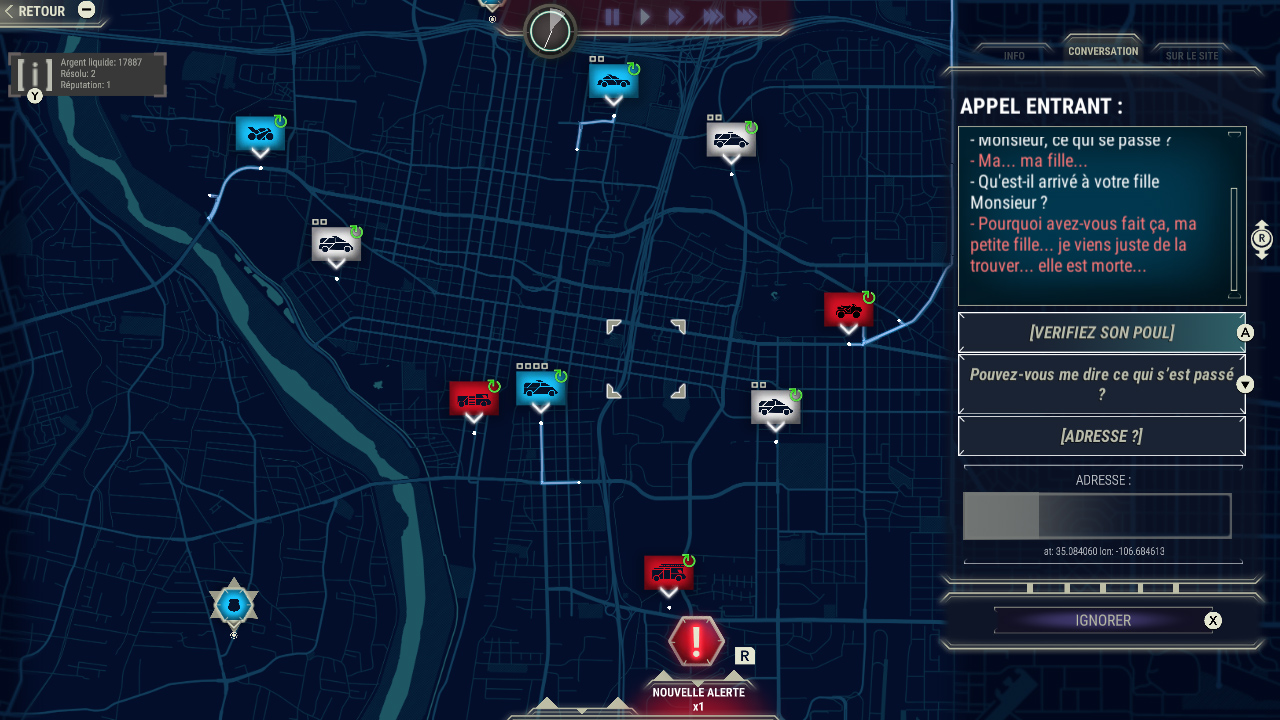 RETOUR
Argent liquide: 17887
Résolu: 2
Réputation: 1
Y
INFO
CONVERSATION
SUR LE SITE
APPEL ENTRANT :
- Monsieur, ce qui se passe ?
- Ma... ma fille...
- Qu'est-il arrivé à votre fille
Monsieur ?
- Pourquoi avez-vous fait ça, ma
petite fille... je viens juste de la
trouver... elle est morte...
R
[VERIFIEZ SON POUL]
A
Pouvez-vous me dire ce qui s'est passé
?
[ADRESSE ?]
ADRESSE :
at: 35.084060 lon: -106.684613
IGNORER
X
R
NOUVELLE ALERTE
x1